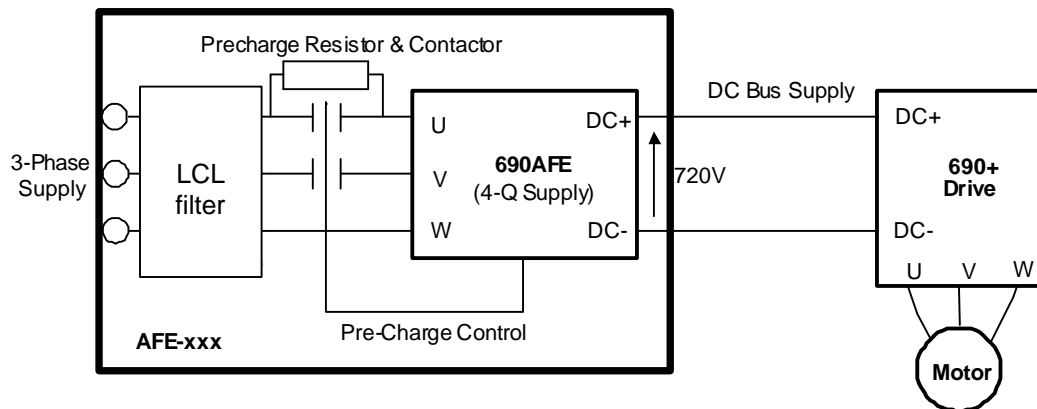 Precharge Resistor & Contactor
DC Bus Supply
3-Phase
Supply
LCL
filter
U
V
W
690AFE
(4-Q Supply)
DC+
DC-
720V
DC+
DC-
690+
Drive
U V W
Pre-Charge Control
AFE-xxx
Motor